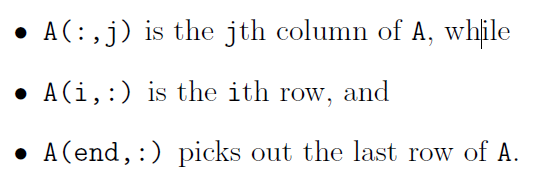 • A(:,j) is the jth column of A, while
• A(i,:) is the ith row, and
• A(end,:) picks out the last row of A.